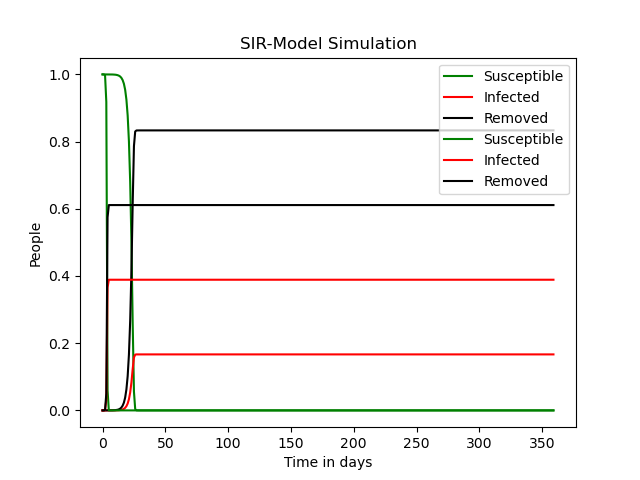 SIR-Model Simulation
1.0
0.8
0.6
0.4
0.2
0.0
People
Susceptible
Infected
Removed
Susceptible
Infected
Removed
0 50 100 150 200 250 300 350
Time in days